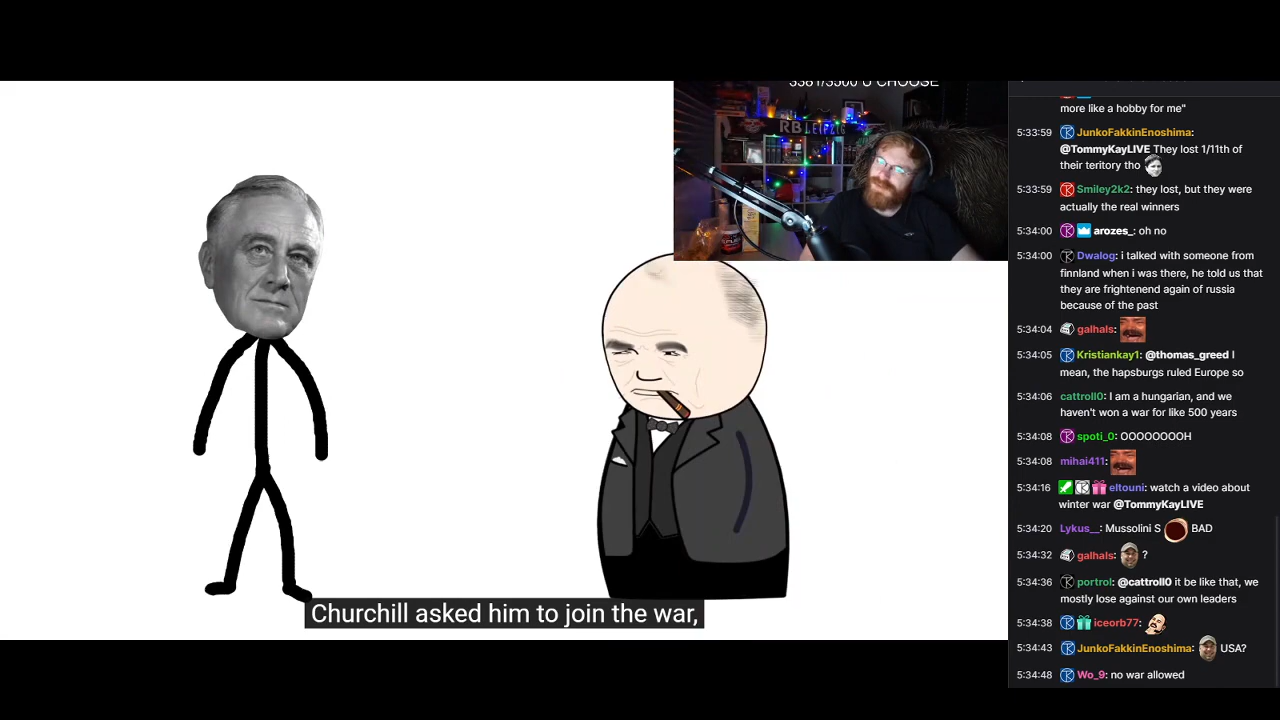 3381/3500 U CHOOSE
RB LEIPZIG
Churchill asked him to join the war,
more like a hobby for me"
5:33:59 JunkoFakkinEnoshima:
@TommyKayLIVE They lost 1/11th of
their teritory tho
5:33:59 Smiley2k2: they lost, but they were
actually the real winners
5:34:00 arozes_: oh no
5:34:00 Dwalog: i talked with someone from
finnland when i was there, he told us that
they are frightenend again of russia
because of the past
5:34:04 galhals:
5:34:05 Kristiankay1: @thomas_greed I
mean, the hapsburgs ruled Europe so
5:34:06 cattroll0: I am a hungarian, and we
haven't won a war for like 500 years
5:34:08 spoti_0: OOOOOOOOH
5:34:08 mihai411:
5:34:16 eltouni: watch a video about
winter war @TommyKayLIVE
5:34:20 Lykus__: Mussolini S BAD
5:34:32 galhals: ?
5:34:36 portrol: @cattroll0 it be like that, we
mostly lose against our own leaders
5:34:38 iceorb77:
5:34:43 JunkoFakkinEnoshima: USA?
5:34:48 Wo_9: no war allowed